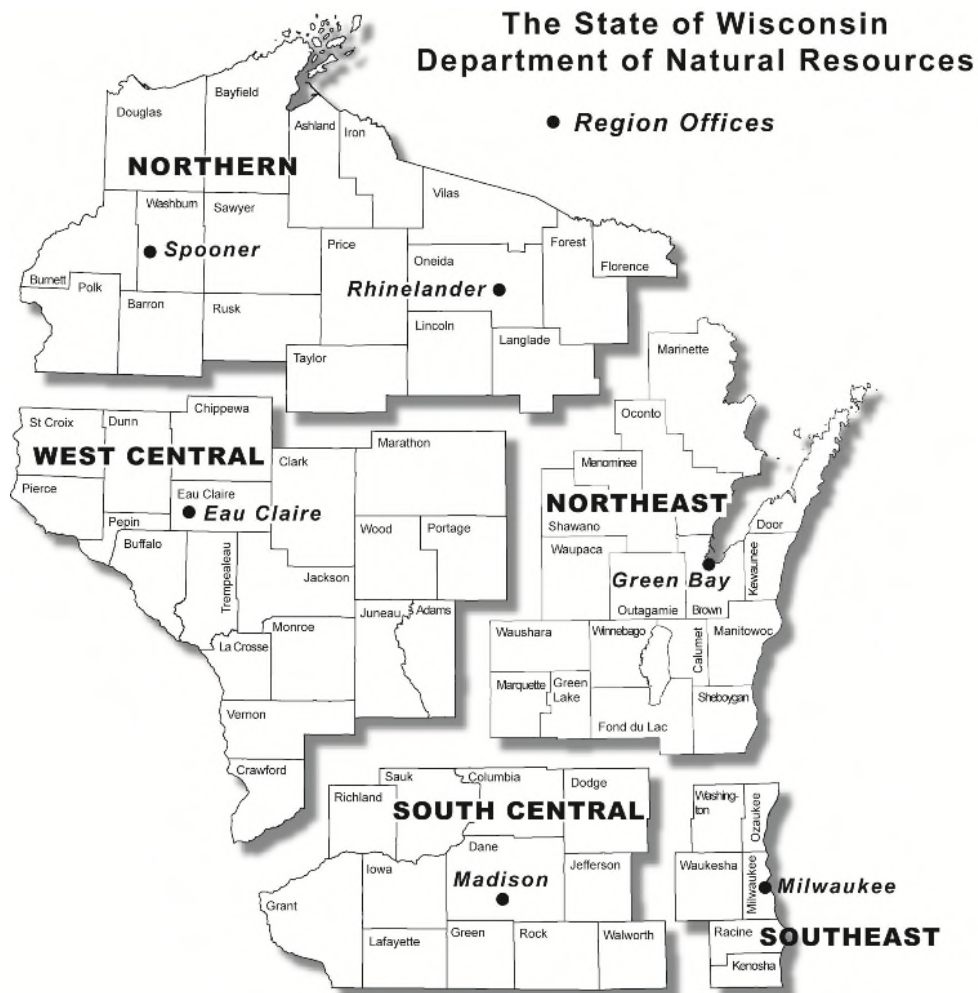 The State of Wisconsin
Department of Natural Resources
Region Offices
Douglas
Bayfield
Ashland
Iron
NORTHERN
Vilas
Washburn
Sawyer
Spooner
Price
Oneida
Forest
Florence
Burnett
Polk
Rhinelander
Barron
Rusk
Lincoln
Langlade
Taylor
Marinette
Chippewa
St Croix
Dunn
Oconto
WEST CENTRAL
Clark
Marathon
Menominee
Pierce
Eau Claire
Eau Claire
NORTHEAST
Pepin
Buffalo
Wood
Portage
Shawano
Door
Waupaca
Kewaunee
Trempealeau
Jackson
Green Bay
Juneau
Adams
Outagamie
Brown
Monroe
La Crosse
Waushara
Winnebago
Calumet
Manitowoc
Marquette
Green
Lake
Sheboygan
Vernon
Fond du Lac
Crawford
Sauk
Columbia
Dodge
Richland
SOUTH CENTRAL
Washing-
ton
Ozaukee
Dane
Iowa
Jefferson
Waukesha
Milwaukee
Madison
Milwaukee
Grant
Lafayette
Green
Rock
Walworth
Racine
SOUTHEAST
Kenosha